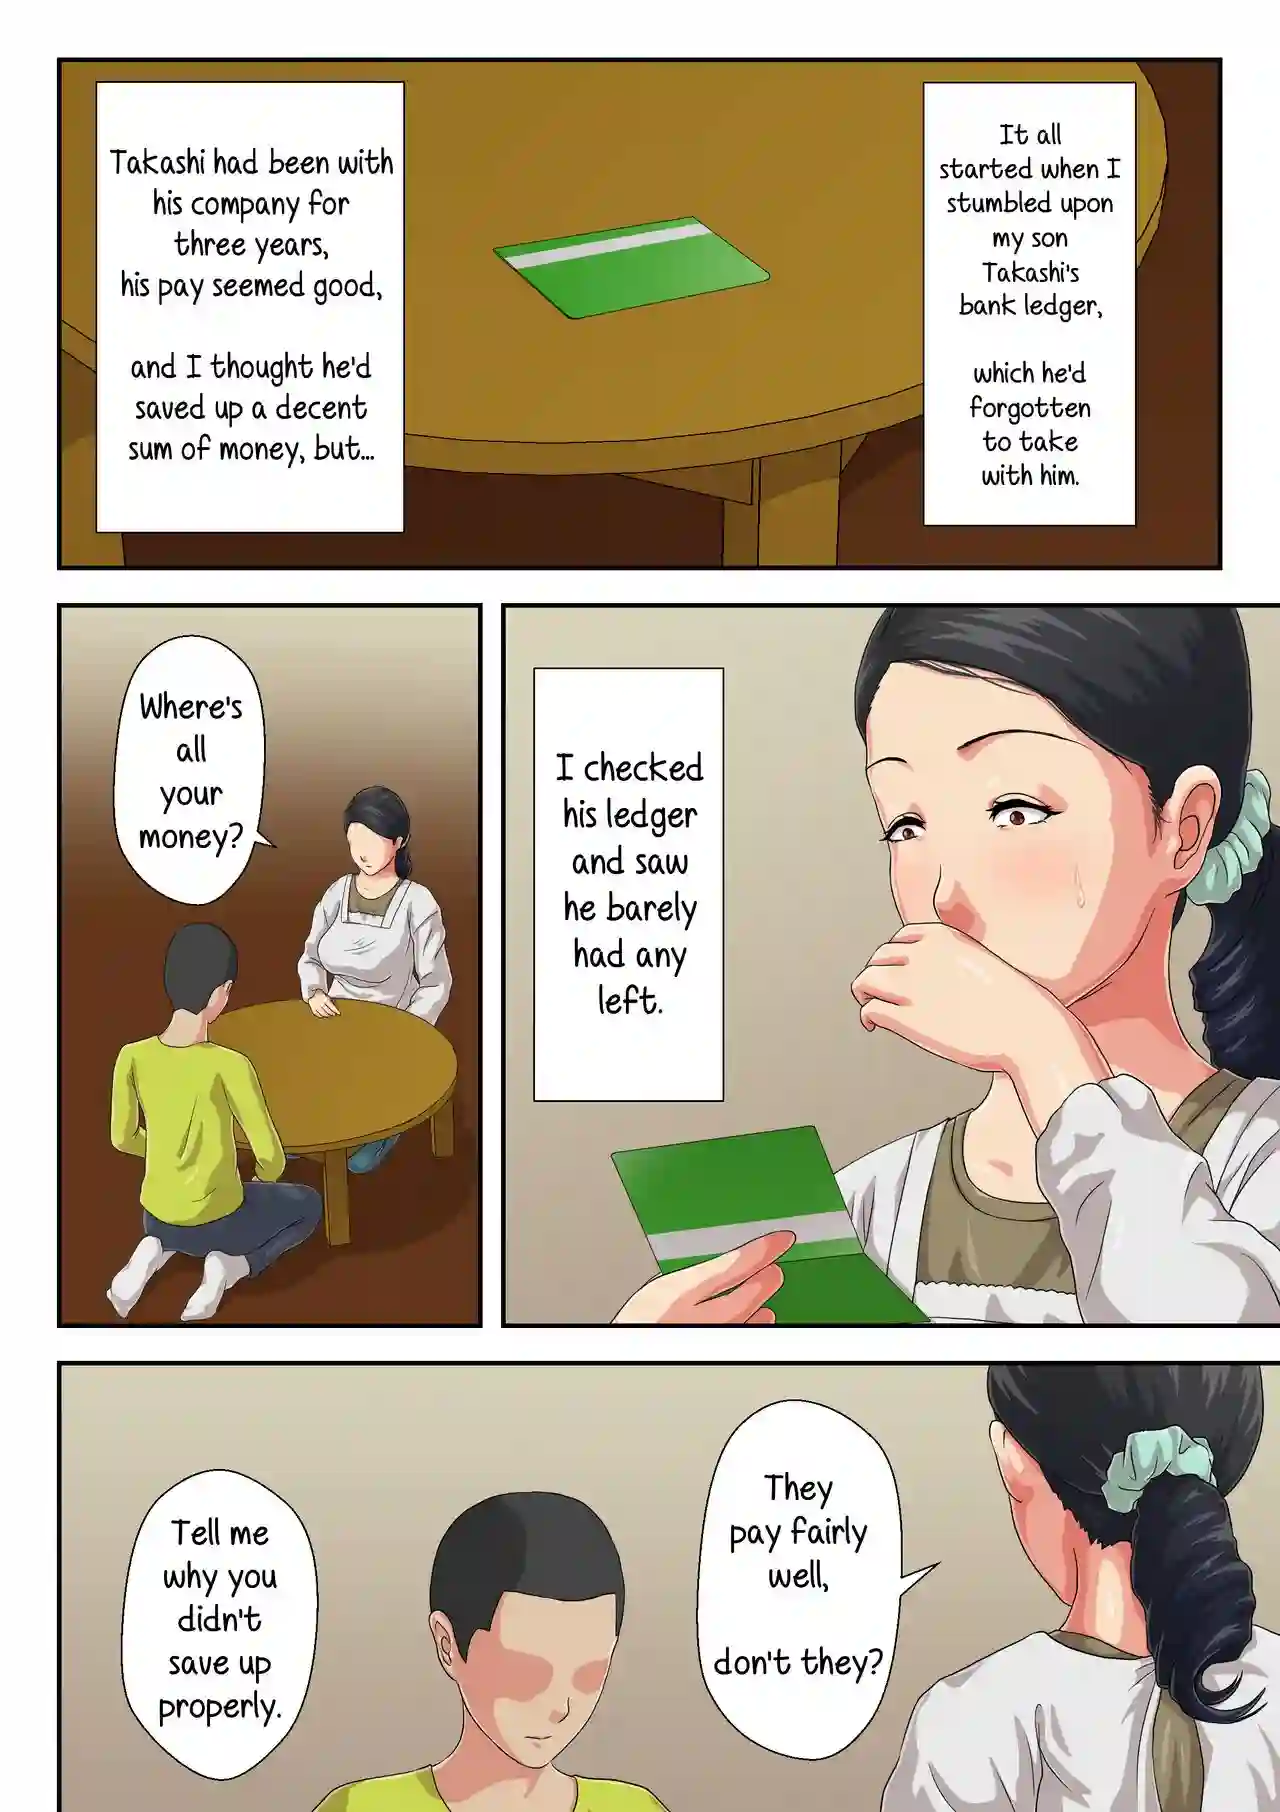 It all
started when I
stumbled upon
my son
Takashi's
bank ledger,
which he'd
forgotten
to take
with him.
Takashi had been with
his company for
three years,
his pay seemed good,
and I thought he'd
saved up a decent
sum of money, but...
I checked
his ledger
and saw
he barely
had any
left.
Where's
all
your
money?
They
pay fairly
well,
don't they?
Tell me
why you
didn't
save up
properly.